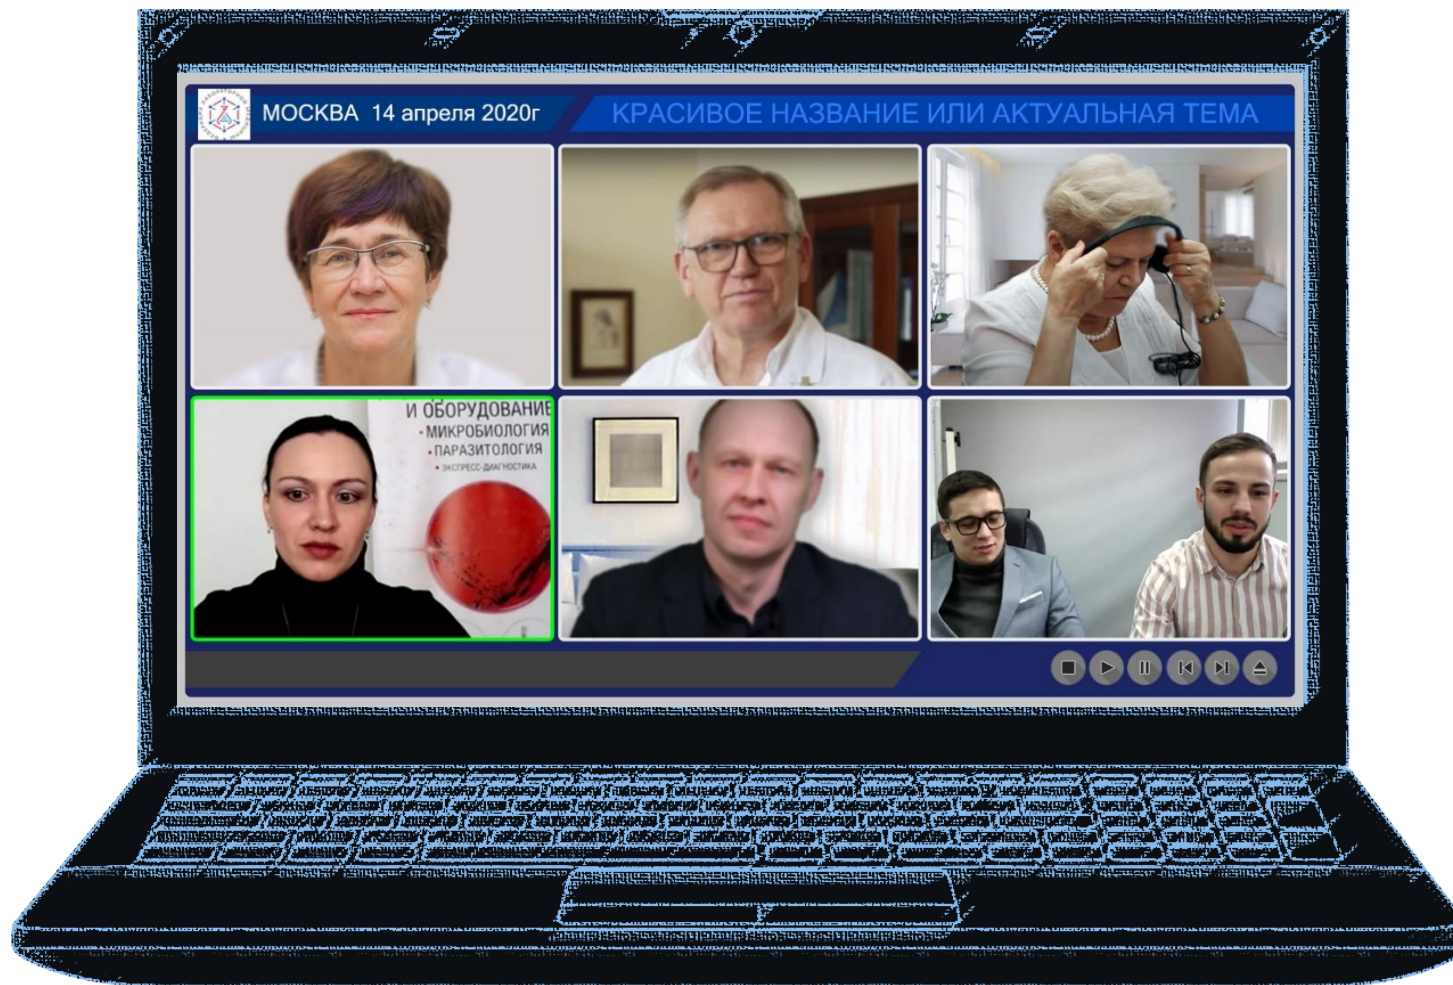 МОСКВА 14 апреля 2020г
КРАСИВОЕ НАЗВАНИЕ ИЛИ АКТУАЛЬНАЯ ТЕМА
И ОБОРУДОВАНИЕ
• МИКРОБИОЛОГИЯ
• ПАРАЗИТОЛОГИЯ
• ЭКСПРЕСС-ДИАГНОСТИКА